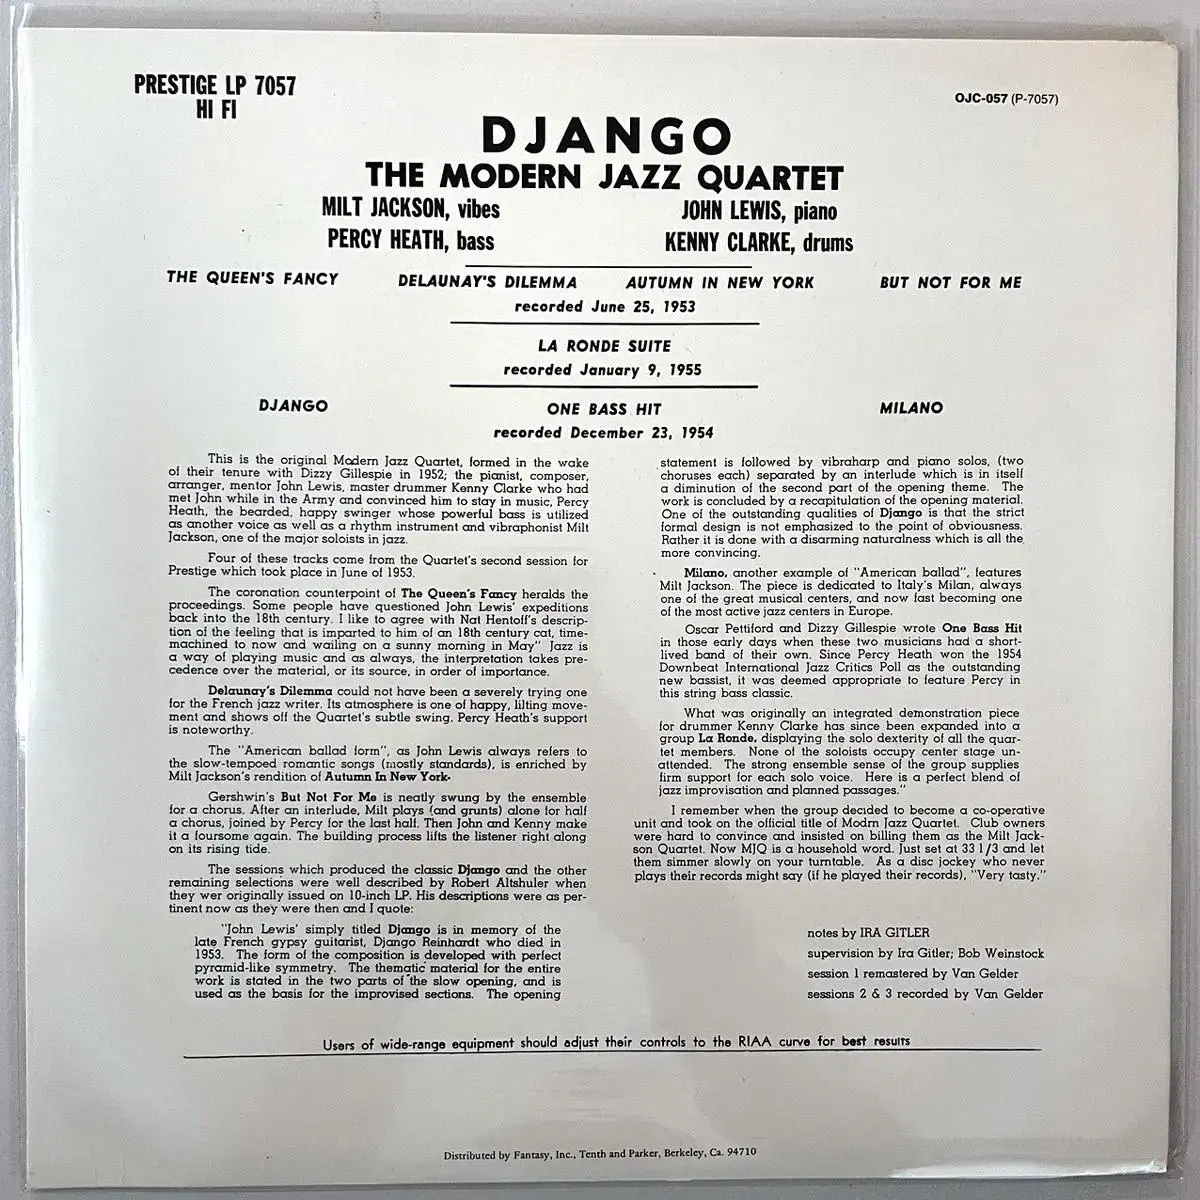 PRESTIGE LP 7057
HI FI
OJC-057 (P-7057)
DJANGO
THE MODERN JAZZ QUARTET
MILT JACKSON, vibes JOHN LEWIS, piano
PERCY HEATH, bass KENNY CLARKE, drums
THE QUEEN'S FANCY DELAUNAY'S DILEMMA AUTUMN IN NEW YORK BUT NOT FOR ME
recorded June 25, 1953
LA RONDE SUITE
recorded January 9, 1955
DJANGO ONE BASS HIT MILANO
recorded December 23, 1954
This is the original Modern Jazz Quartet, formed in the wake
of their tenure with Dizzy Gillespie in 1952; the pianist, composer,
arranger, mentor John Lewis, master drummer Kenny Clarke who had
met John while in the Army and convinced him to stay in music, Percy
Heath, the bearded, happy swinger whose powerful bass is utilized
as another voice as well as a rhythm instrument and vibraphonist Milt
Jackson, one of the major soloists in jazz.
Four of these tracks come from the Quartet's second session for
Prestige which took place in June of 1953.
The coronation counterpoint of The Queen's Fancy heralds the
proceedings. Some people have questioned John Lewis' expeditions
back into the 18th century. I like to agree with Nat Hentoff's descrip-
tion of the feeling that is imparted to him of an 18th century cat, time-
machined to now and wailing on a sunny morning in May" Jazz is
a way of playing music and as always, the interpretation takes pre-
cedence over the material, or its source, in order of importance.
Delaunay's Dilemma could not have been a severely trying one
for the French jazz writer. Its atmosphere is one of happy, lilting move-
ment and shows off the Quartet's subtle swing. Percy Heath's support
is noteworthy.
The "American ballad form", as John Lewis always refers to
the slow-tempoed romantic songs (mostly standards), is enriched by
Milt Jackson's rendition of Autumn In New York.
Gershwin's But Not For Me is neatly swung by the ensemble
for a chorus. After an interlude, Milt plays (and grunts) alone for half
a chorus, joined by Percy for the last half. Then John and Kenny make
it a foursome again. The building process lifts the listener right along
on its rising tide.
The sessions which produced the classic Django and the other
remaining selections were well described by Robert Altshuler when
they wer originally issued on 10-inch LP. His descriptions were as per-
tinent now as they were then and I quote:
"John Lewis' simply titled Django is in memory of the
late French gypsy guitarist, Django Reinhardt who died in
1953. The form of the composition is developed with perfect
pyramid-like symmetry. The thematic material for the entire
work is stated in the two parts of the slow opening, and is
used as the basis for the improvised sections. The opening
statement is followed by vibraharp and piano solos, (two
choruses each) separated by an interlude which is in itself
a diminution of the second part of the opening theme. The
work is concluded by a recapitulation of the opening material.
One of the outstanding qualities of Django is that the strict
formal design is not emphasized to the point of obviousness.
Rather it is done with a disarming naturalness which is all the
more convincing.
Milano, another example of "American ballad", features
Milt Jackson. The piece is dedicated to Italy's Milan, always
one of the great musical centers, and now fast becoming one
of the most active jazz centers in Europe.
Oscar Pettiford and Dizzy Gillespie wrote One Bass Hit
in those early days when these two musicians had a short-
lived band of their own. Since Percy Heath won the 1954
Downbeat International Jazz Critics Poll as the outstanding
new bassist, it was deemed appropriate to feature Percy in
this string bass classic.
What was originally an integrated demonstration piece
for drummer Kenny Clarke has since been expanded into a
group La Ronde, displaying the solo dexterity of all the quar-
tet members. None of the soloists occupy center stage un-
attended. The strong ensemble sense of the group supplies
firm support for each solo voice. Here is a perfect blend of
jazz improvisation and planned passages."
I remember when the group decided to become a co-operative
unit and took on the official title of Modrn Jazz Quartet. Club owners
were hard to convince and insisted on billing them as the Milt Jack-
son Quartet. Now MJQ is a household word. Just set at 33 1/3 and let
them simmer slowly on your turntable. As a disc jockey who never
plays their records might say (if he played their records), "Very tasty."
notes by IRA GITLER
supervision by Ira Gitler; Bob Weinstock
session 1 remastered by Van Gelder
sessions 2 & 3 recorded by Van Gelder
Users of wide-range equipment should adjust their controls to the RIAA curve for best results
Distributed by Fantasy, Inc., Tenth and Parker, Berkeley, Ca. 94710